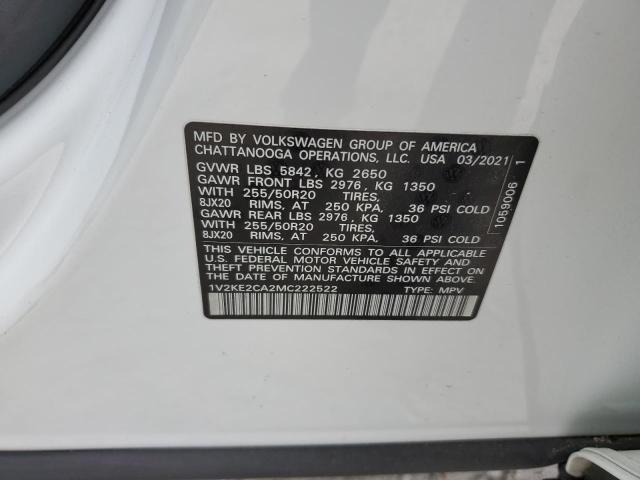 MFD BY VOLKSWAGEN GROUP OF AMERICA
CHATTANOOGA OPERATIONS, LLC. USA 03/2021
GVWR LBS 5842, KG 2650
GAWR FRONT LBS 2976, KG 1350
WITH 255/50R20 TIRES,
8JX20 RIMS, AT 250 KPA, 36 PSI COLD
GAWR REAR LBS 2976, KG 1350
WITH 255/50R20 TIRES,
8JX20 RIMS, AT 250 KPA, 36 PSI COLD
THIS VEHICLE CONFORMS TO ALL APPLICABLE
U.S. FEDERAL MOTOR VEHICLE SAFETY AND
THEFT PROTECTION STANDARDS IN EFFECT ON
THE DATE OF MANUFACTURE SHOWN ABOVE.
1V2KE2CA2MC222522 TYPE: MPV
1059006 1